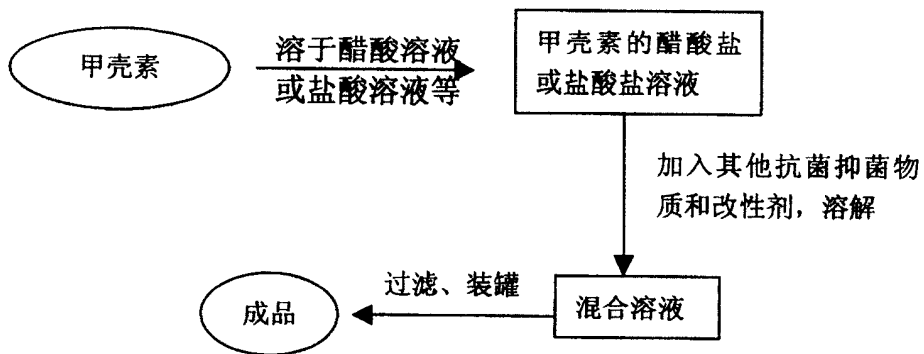 甲壳素
溶于醋酸溶液
或盐酸溶液等
甲壳素的醋酸盐
或盐酸盐溶液
加入其他抗菌抑菌物
质和改性剂，溶解
混合溶液
过滤、装罐
成品